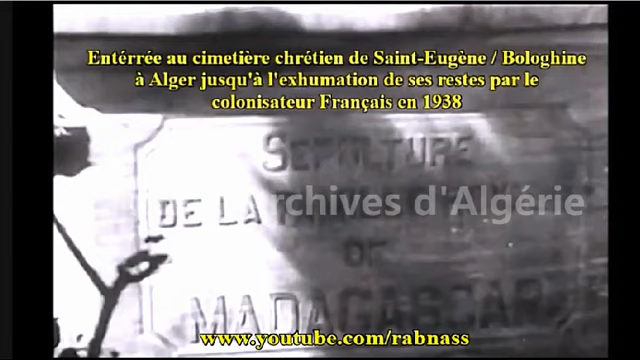 Entérrée au cimetière chrétien de Saint-Eugène / Bologhine
à Alger jusqu'à l'exhumation de ses restes par le
colonisateur Français en 1938
SEPULTURE
DE LA
Archives d'Algérie
DE
MADAGASCAR
www.youtube.com/rabnass